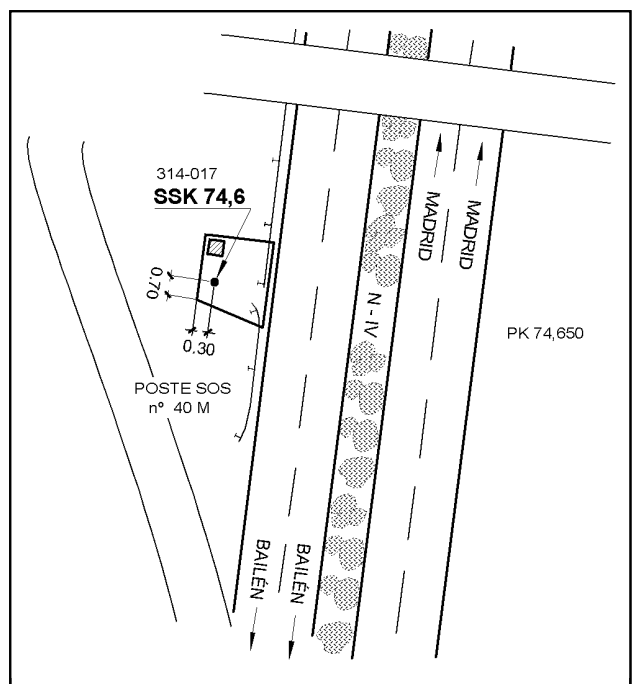 314-017
SSK 74,6
0.70
0.30
POSTE SOS
nº 40 M
MADRID
MADRID
N - IV
PK 74,650
BAILÉN
BAILÉN